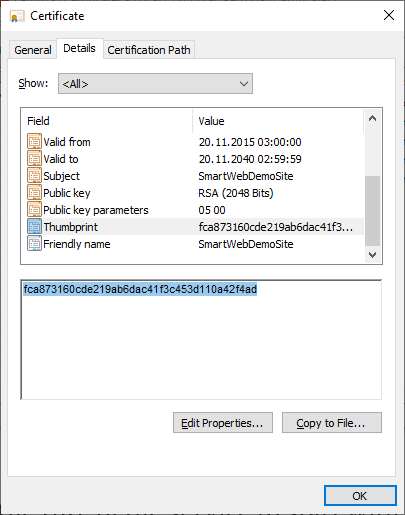 Certificate
General Details Certification Path
Show: <All>
Field Value
Valid from 20.11.2015 03:00:00
Valid to 20.11.2040 02:59:59
Subject SmartWebDemoSite
Public key RSA (2048 Bits)
Public key parameters 05 00
Thumbprint fca873160cde219ab6dac41f3...
Friendly name SmartWebDemoSite
fca873160cde219ab6dac41f3c453d110a42f4ad
Edit Properties... Copy to File...
OK